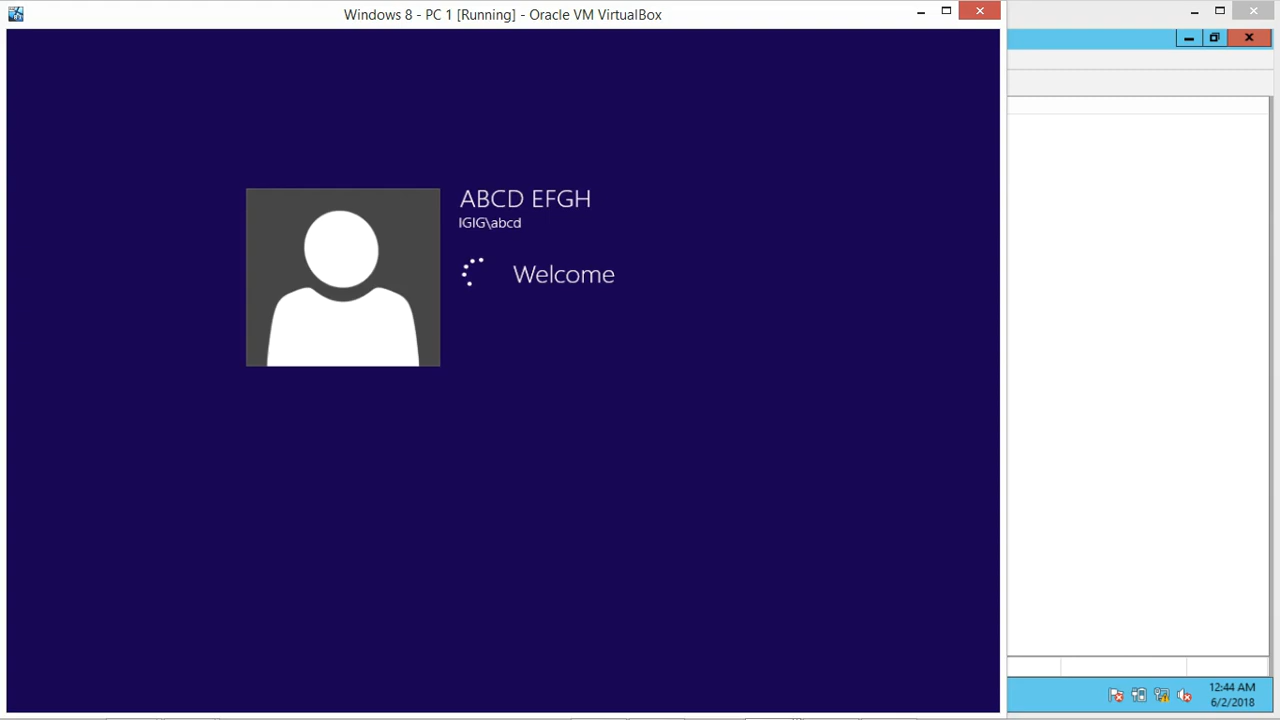 Windows 8 - PC 1 [Running] - Oracle VM VirtualBox
ABCD EFGH
IGIG\abcd
Welcome
12:44 AM
6/2/2018